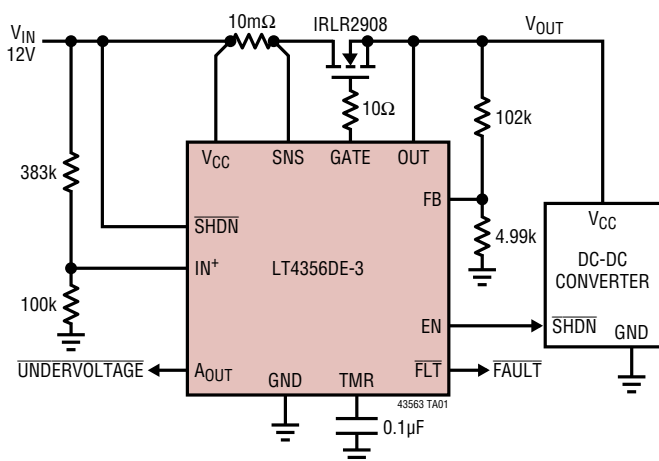 VIN
12V
10mΩ
IRLR2908
VOUT
10Ω
102k
383k
VCC
SNS
GATE
OUT
FB
SHDN
4.99k
VCC
DC-DC
CONVERTER
IN+
LT4356DE-3
100k
EN
SHDN
GND
UNDERVOLTAGE
AOUT
GND
TMR
FLT
FAULT
43563 TA01
0.1µF